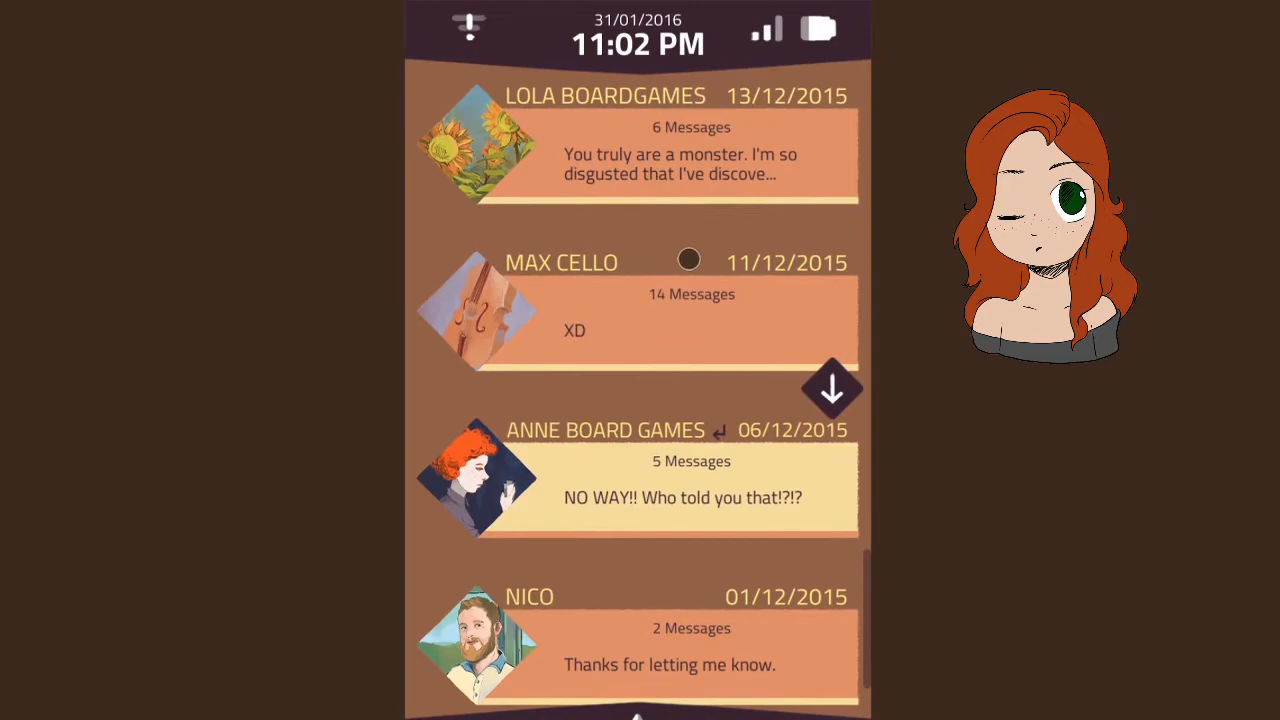 31/01/2016
11:02 PM
LOLA BOARDGAMES 13/12/2015
6 Messages
You truly are a monster. I'm so
disgusted that I've discove...
MAX CELLO 11/12/2015
14 Messages
XD
ANNE BOARD GAMES 06/12/2015
5 Messages
NO WAY!! Who told you that!?!?
NICO 01/12/2015
2 Messages
Thanks for letting me know.